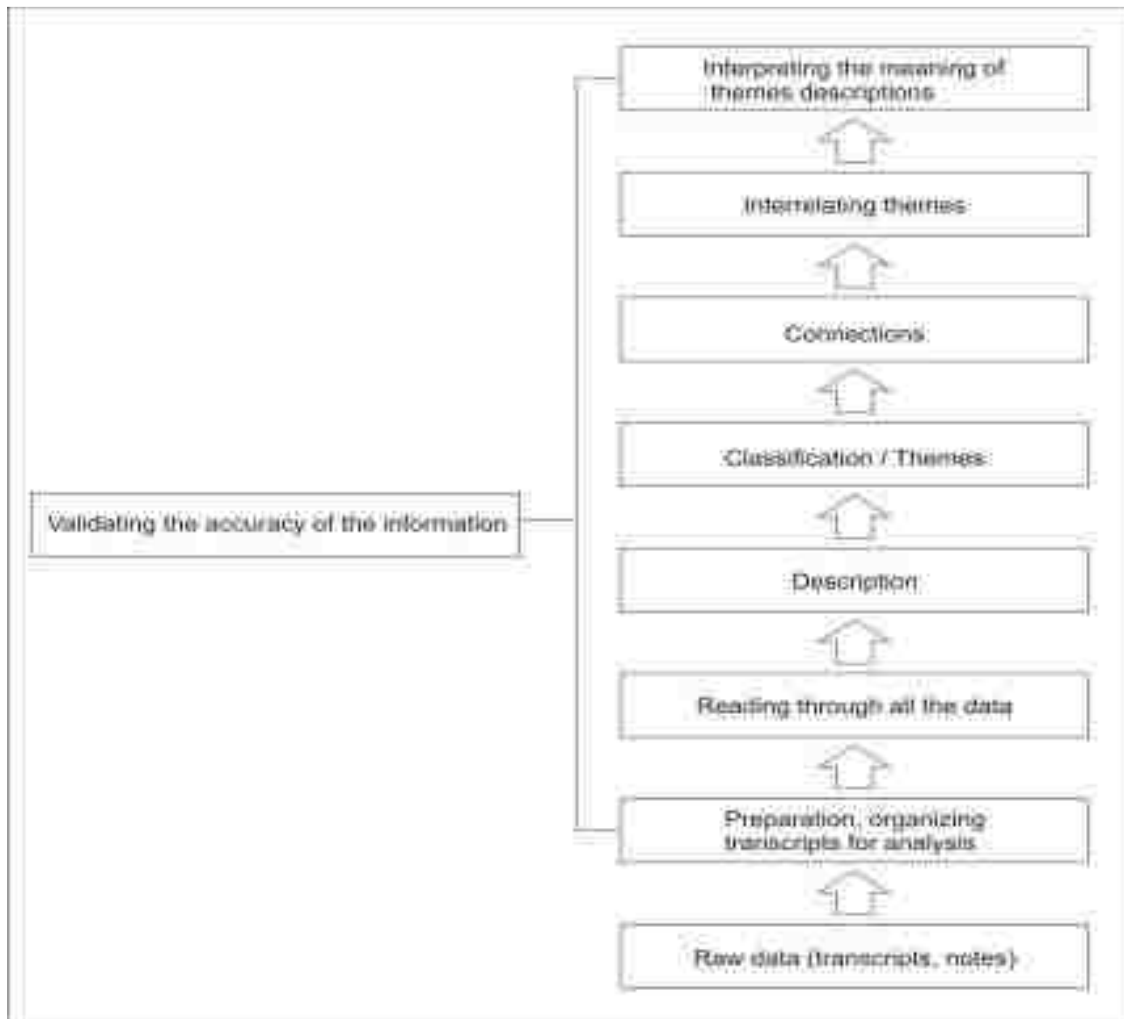 Interpreting the meaning of
themes descriptions
Interrelating themes
Connections
Classification / Themes
Validating the accuracy of the information
Description
Reading through all the data
Preparation, organizing
transcripts for analysis
Raw data (transcripts, notes)